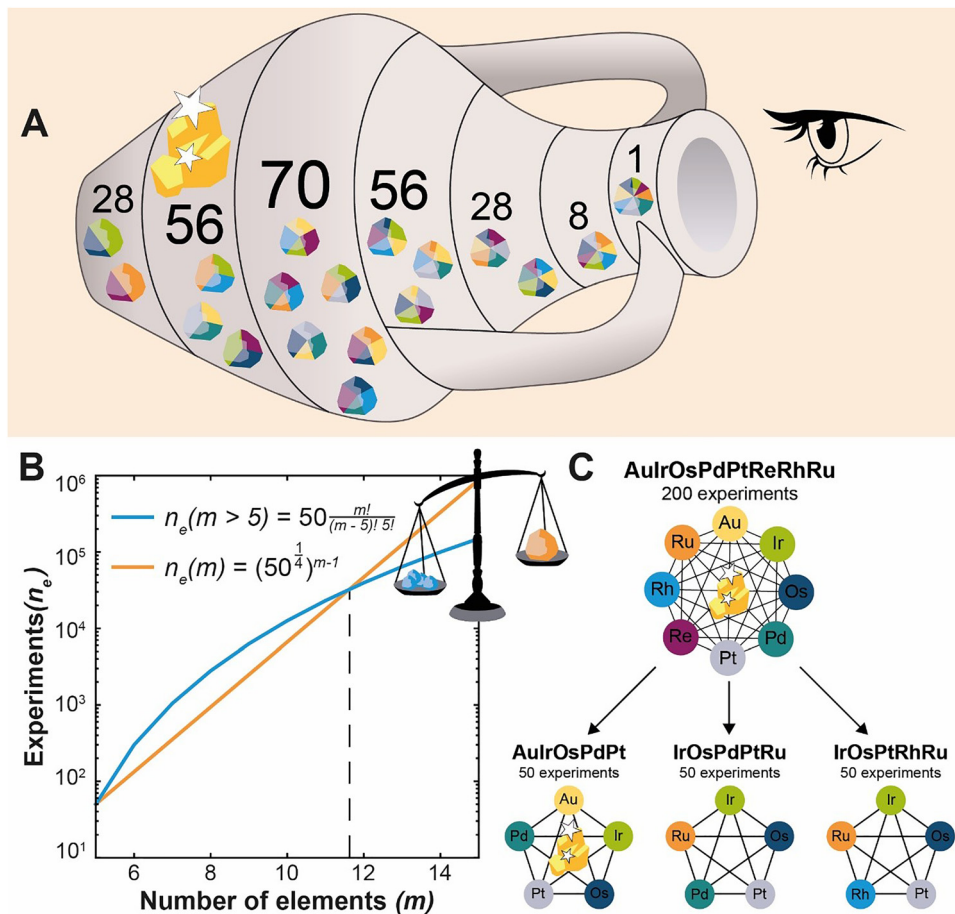 A
28
56
70
56
28
8
1
B
10^6
10^5
10^4
10^3
10^2
10^1
Experiments(n_e)
n_e(m > 5) = 50 m!/((m - 5)! 5!)
n_e(m) = (50^(1/4))^(m-1)
6 8 10 12 14
Number of elements (m)
C
AuIrOsPdPtReRhRu
200 experiments
Au
Ru
Ir
Rh
Os
Re
Pd
Pt
AuIrOsPdPt
50 experiments
Au
Pd
Ir
Pt
Os
IrOsPdPtRu
50 experiments
Ir
Ru
Os
Pd
Pt
IrOsPtRhRu
50 experiments
Ir
Ru
Os
Rh
Pt